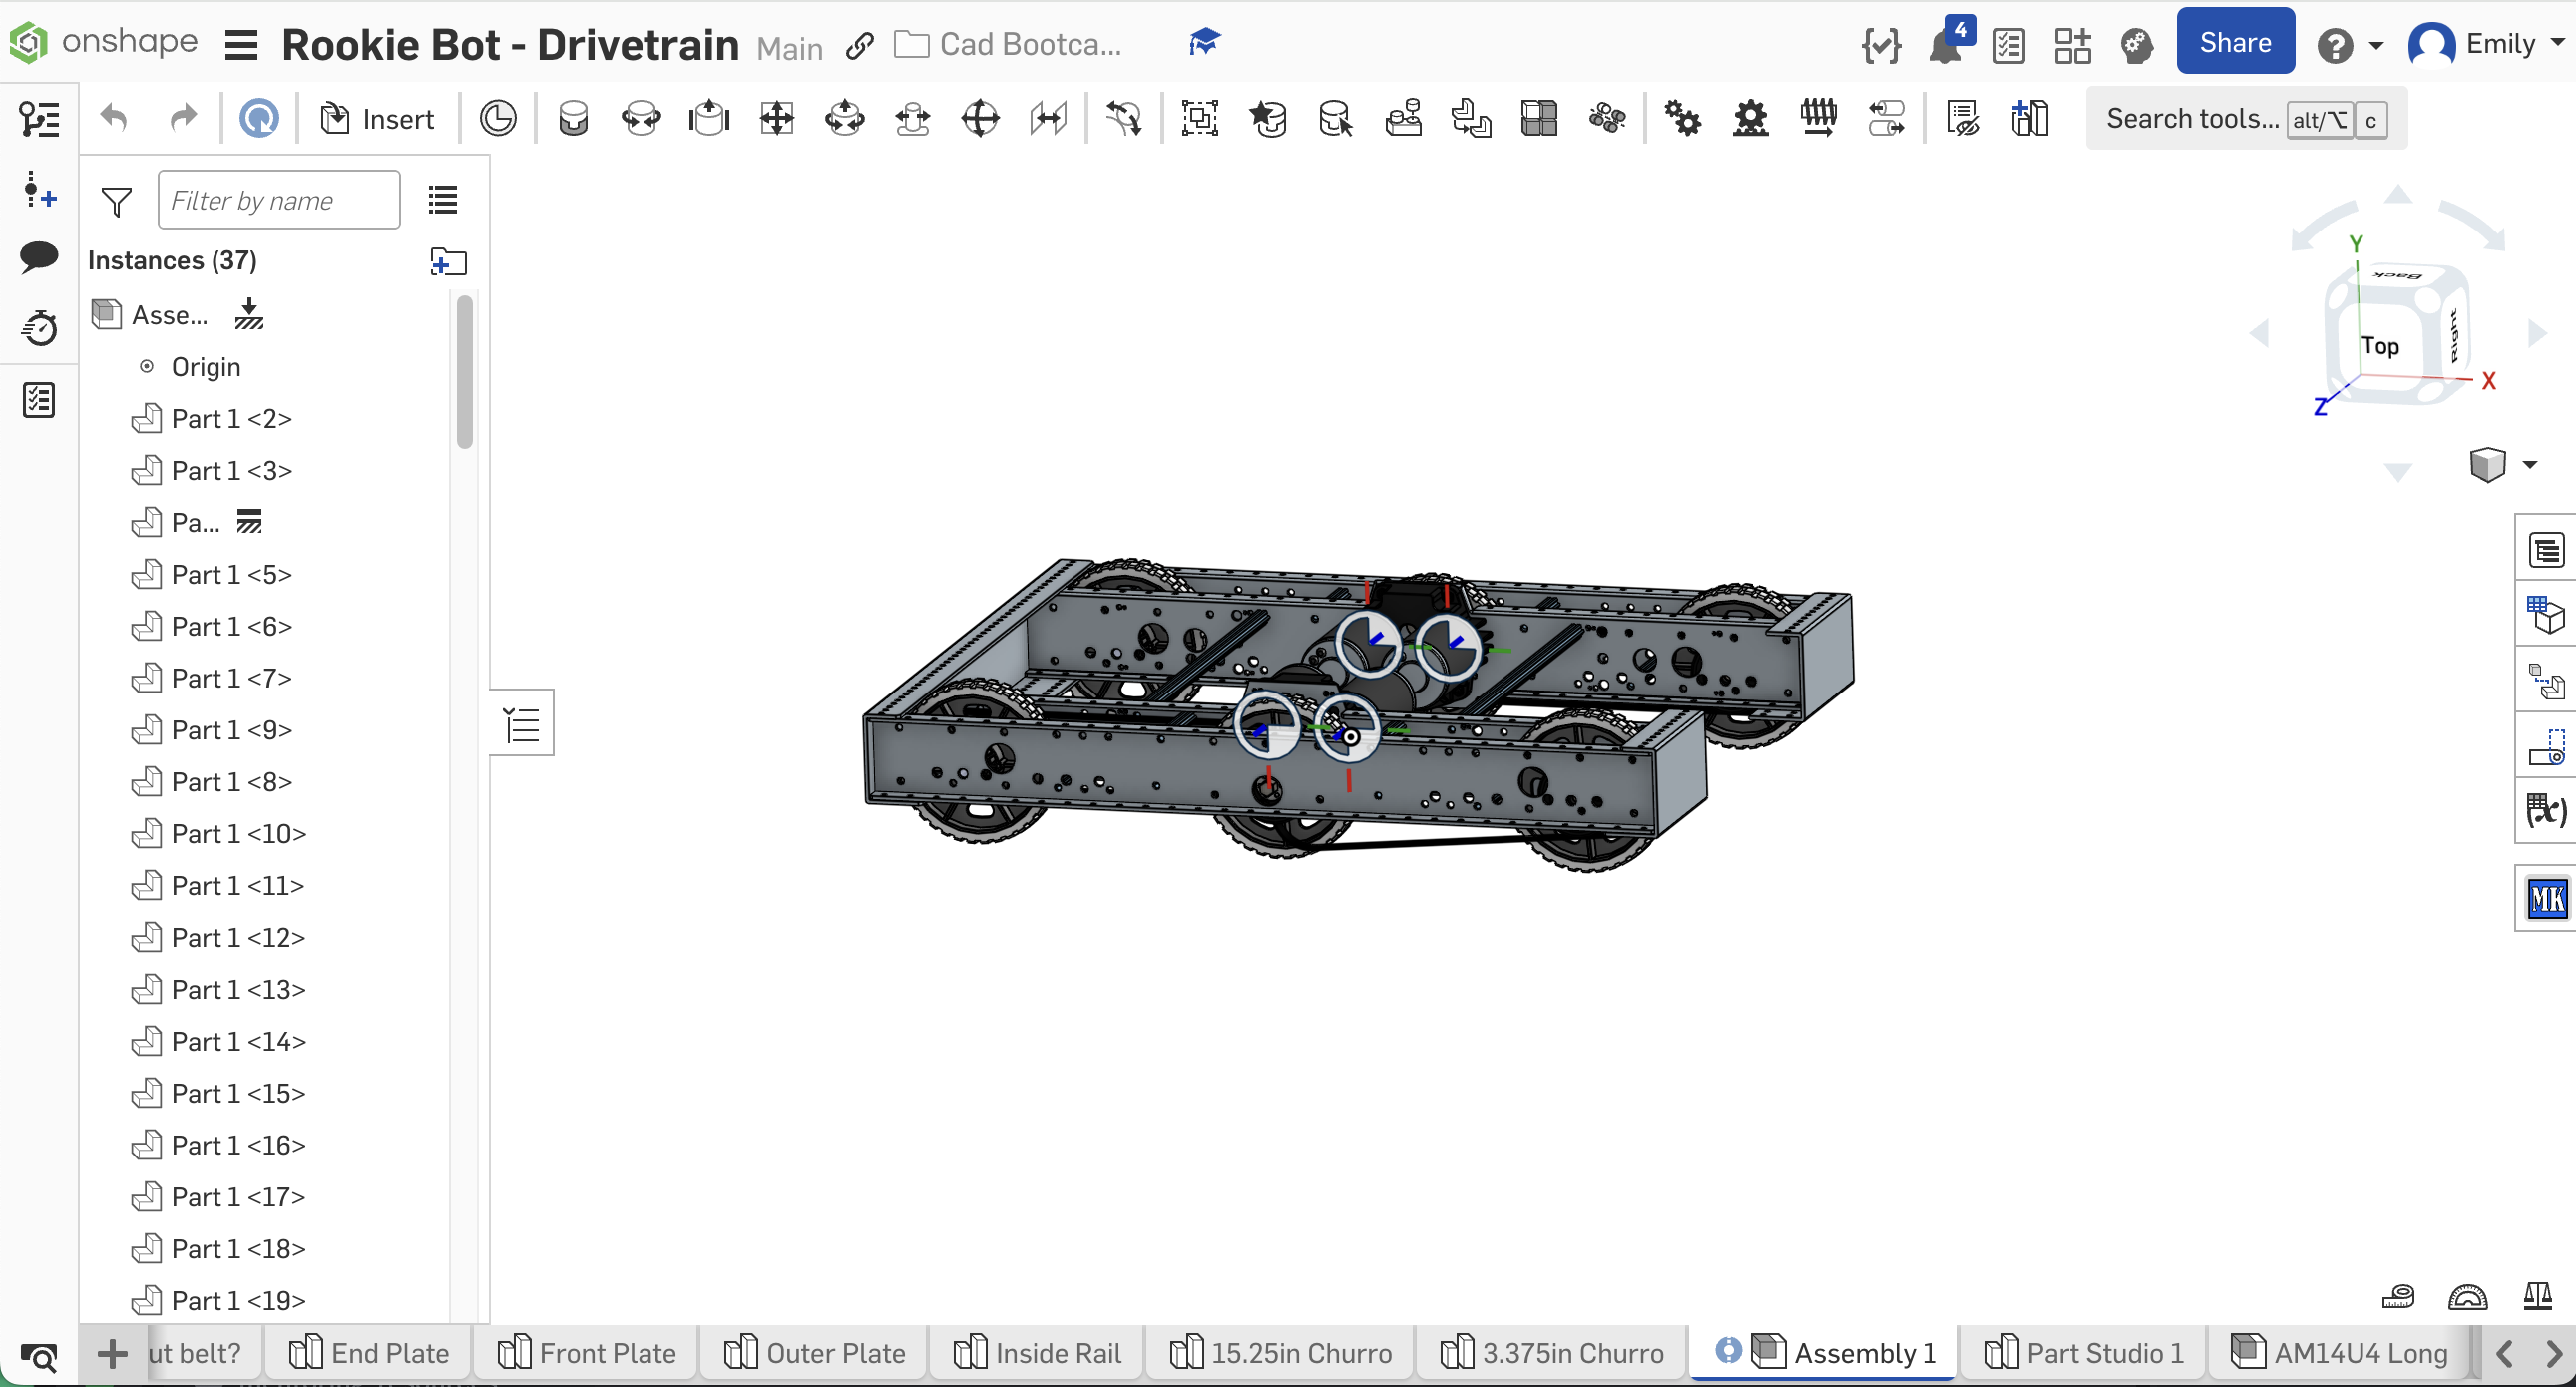 onshape
Rookie Bot - Drivetrain Main
Cad Bootca...
4
Share
Emily
Insert
Search tools... alt/⌥ c
Filter by name
Instances (37)
Asse...
Origin
Part 1 <2>
Part 1 <3>
Pa...
Part 1 <5>
Part 1 <6>
Part 1 <7>
Part 1 <9>
Part 1 <8>
Part 1 <10>
Part 1 <11>
Part 1 <12>
Part 1 <13>
Part 1 <14>
Part 1 <15>
Part 1 <16>
Part 1 <17>
Part 1 <18>
Part 1 <19>
Y
Back
Top
Right
X
Z
(x)
MK
ut belt?
End Plate
Front Plate
Outer Plate
Inside Rail
15.25in Churro
3.375in Churro
Assembly 1
Part Studio 1
AM14U4 Long